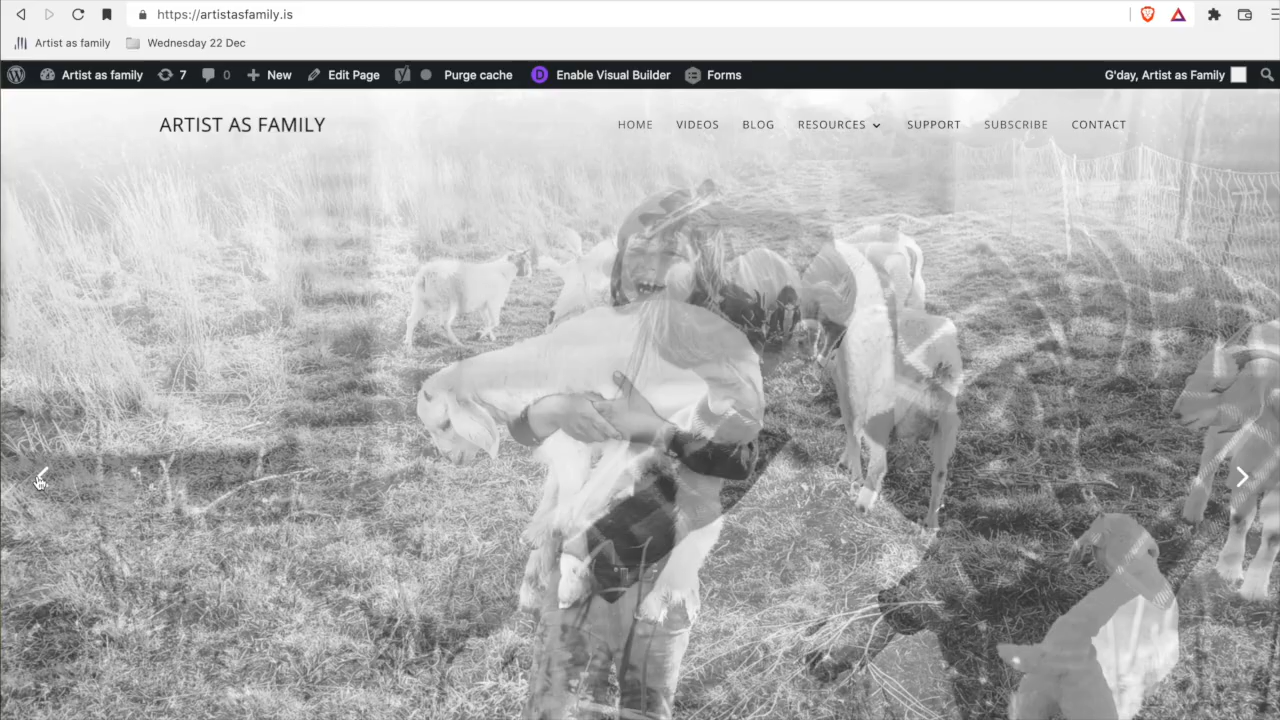 https://artistasfamily.is
Artist as family Wednesday 22 Dec
Artist as family 7 0 New Edit Page Purge cache D Enable Visual Builder Forms G'day, Artist as Family
ARTIST AS FAMILY HOME VIDEOS BLOG RESOURCES SUPPORT SUBSCRIBE CONTACT